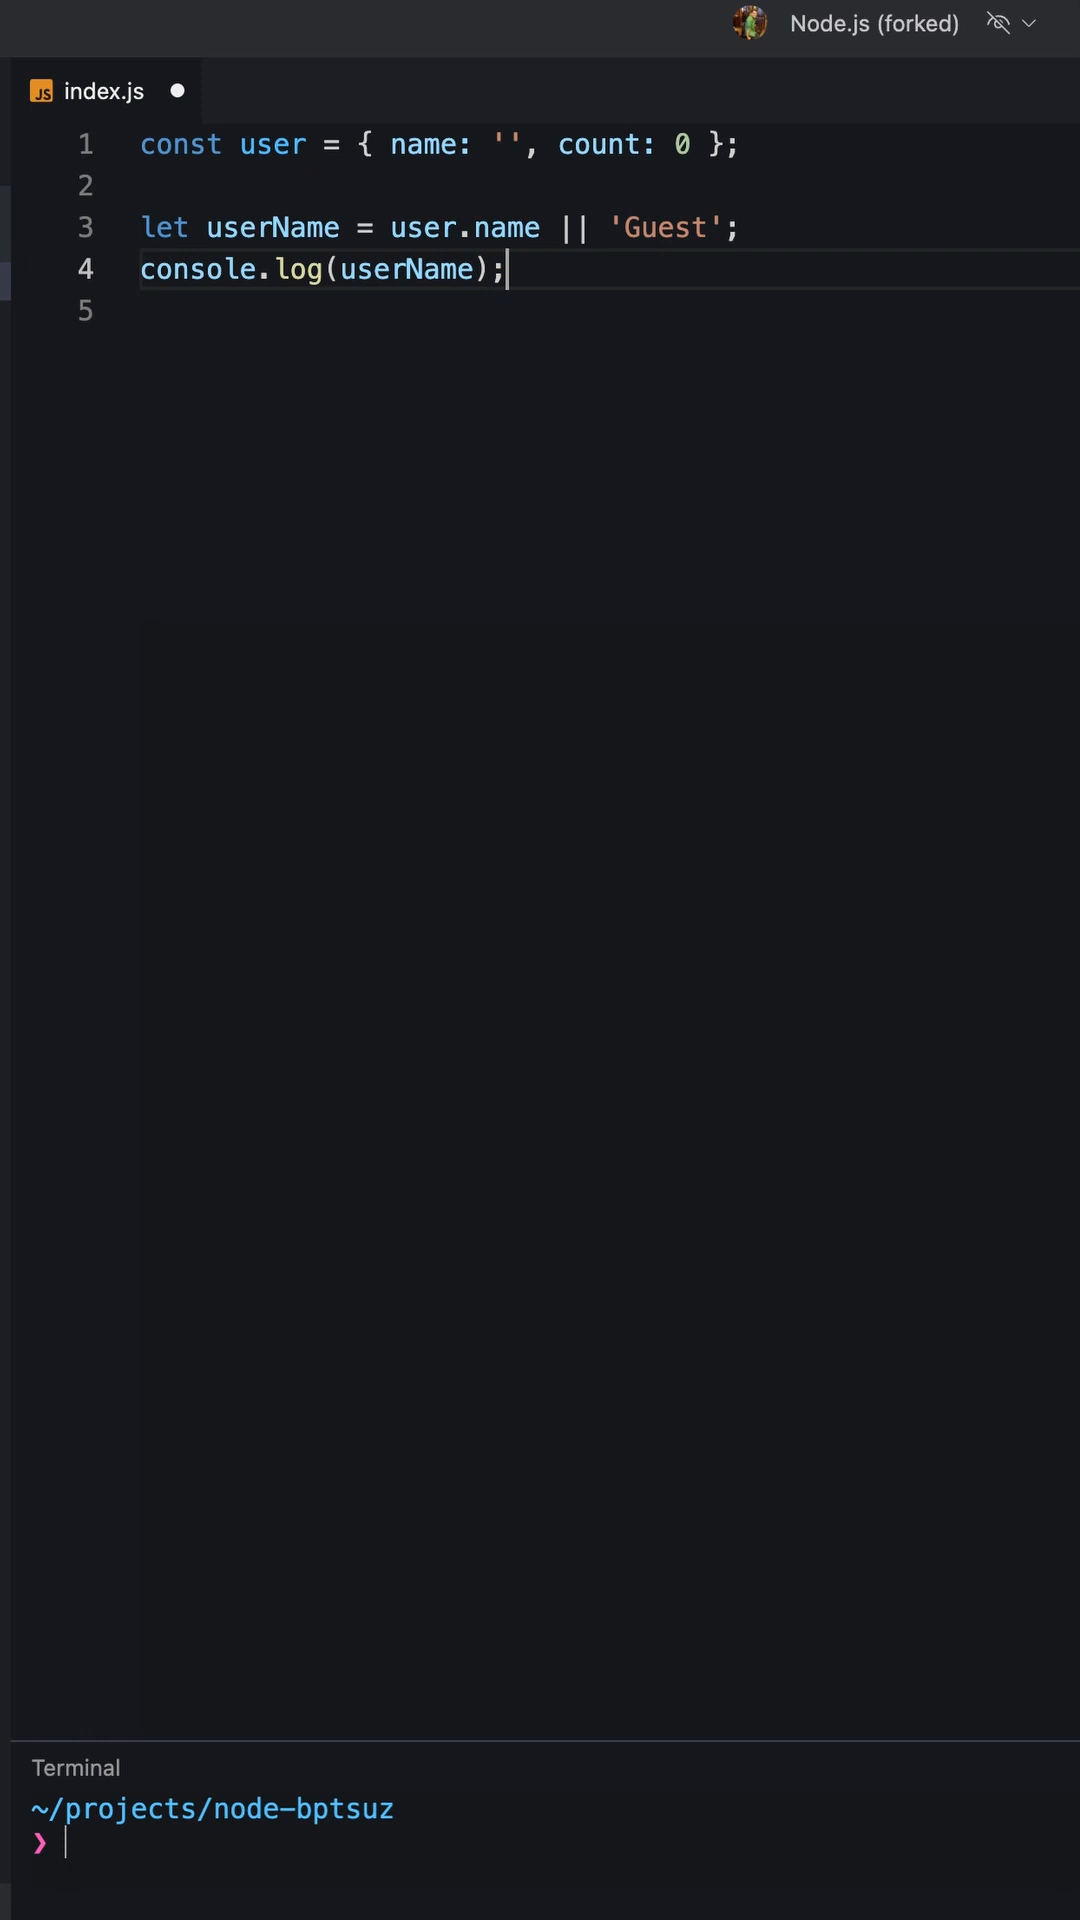 Node.js (forked)
JS index.js
1 const user = { name: '', count: 0 };
2
3 let userName = user.name || 'Guest';
4 console.log(userName);
5
Terminal
~/projects/node-bptsuz
❯